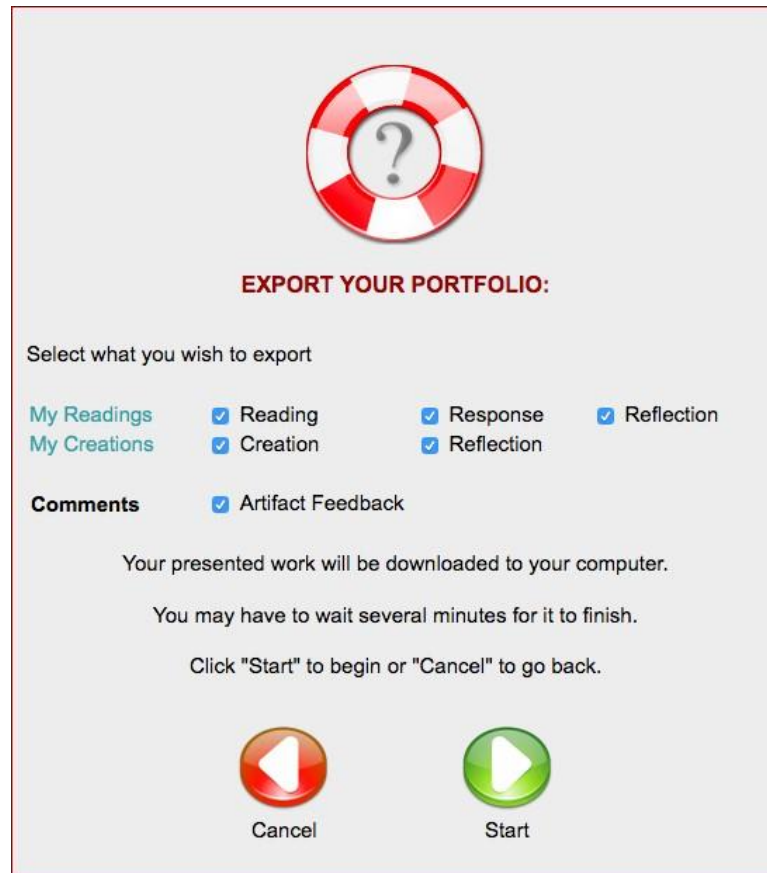 ?
EXPORT YOUR PORTFOLIO:
Select what you wish to export
My Readings Reading Response Reflection
My Creations Creation Reflection
Comments Artifact Feedback
Your presented work will be downloaded to your computer.
You may have to wait several minutes for it to finish.
Click "Start" to begin or "Cancel" to go back.
Cancel Start